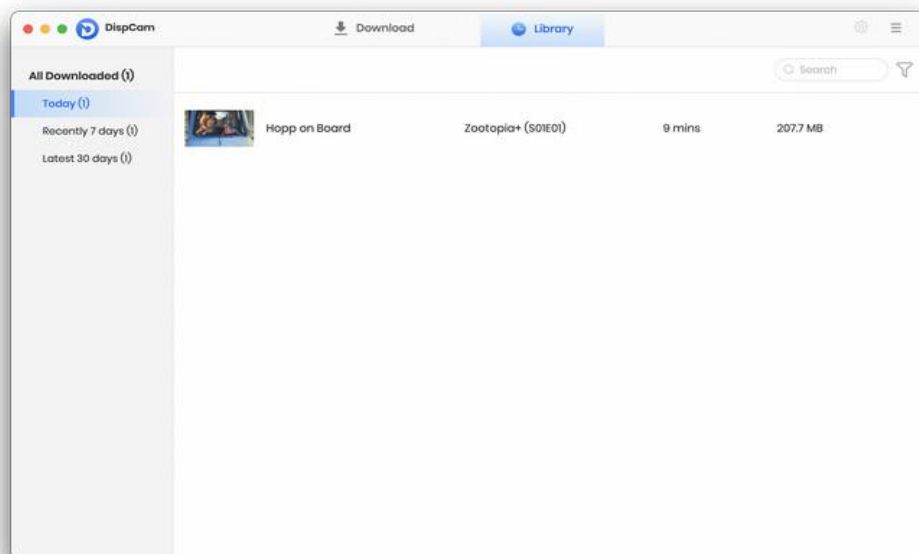 DispCam
Download
Library
All Downloaded (1)
Search
Today (1)
Recently 7 days (1)
Latest 30 days (1)
Hopp on Board
Zootopia+ (S01E01)
9 mins
207.7 MB